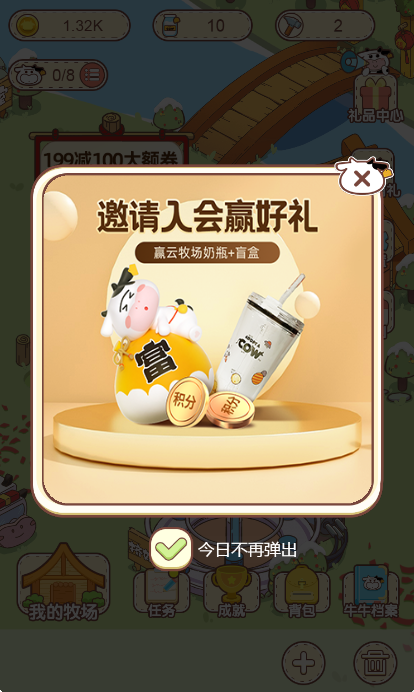 1.32K
10
2
0/8
礼品中心
199减100大额券
邀请入会赢好礼
赢云牧场奶瓶+盲盒
富
COW
积分
积分
今日不再弹出
我的牧场
任务
成就
背包
牛牛档案